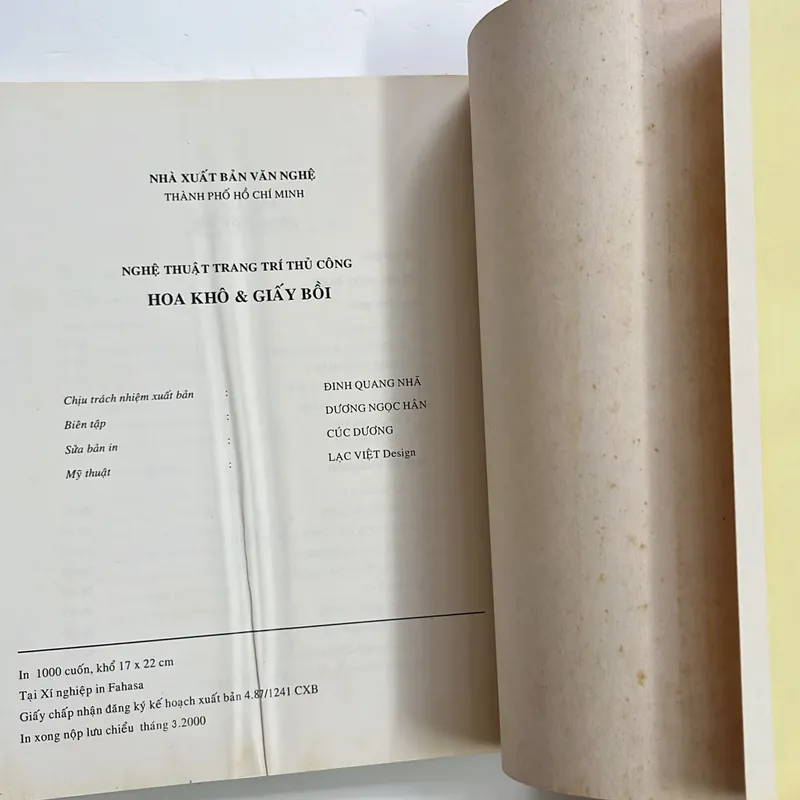 NHÀ XUẤT BẢN VĂN NGHỆ
THÀNH PHỐ HỒ CHÍ MINH
NGHỆ THUẬT TRANG TRÍ THỦ CÔNG
HOA KHÔ & GIẤY BỒI
Chịu trách nhiệm xuất bản : ĐINH QUANG NHÃ
Biên tập : DƯƠNG NGỌC HÂN
Sửa bản in : CÚC DƯƠNG
Mỹ thuật : LẠC VIỆT Design
In 1000 cuốn, khổ 17 x 22 cm
Tại Xí nghiệp in Fahasa
Giấy chấp nhận đăng ký kế hoạch xuất bản 4.87/1241 CXB
In xong nộp lưu chiểu tháng 3.2000